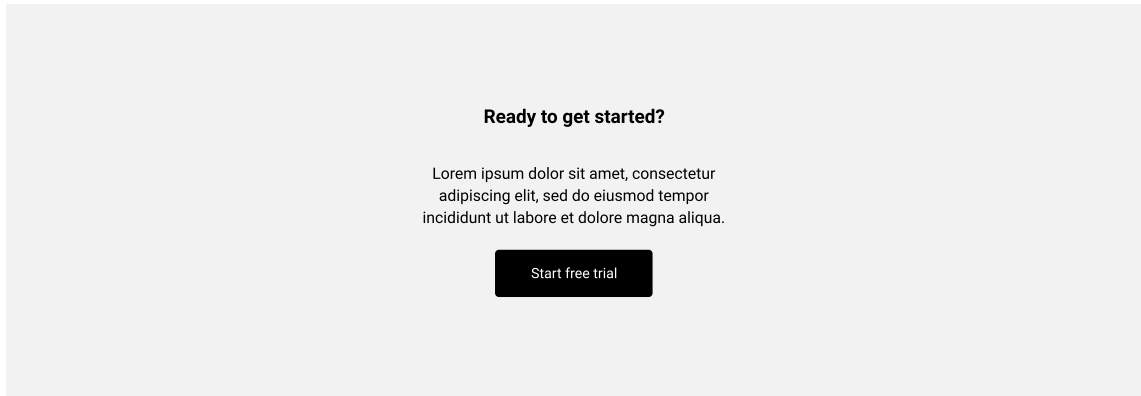 Ready to get started?
Lorem ipsum dolor sit amet, consectetur
adipiscing elit, sed do eiusmod tempor
incididunt ut labore et dolore magna aliqua.
Start free trial